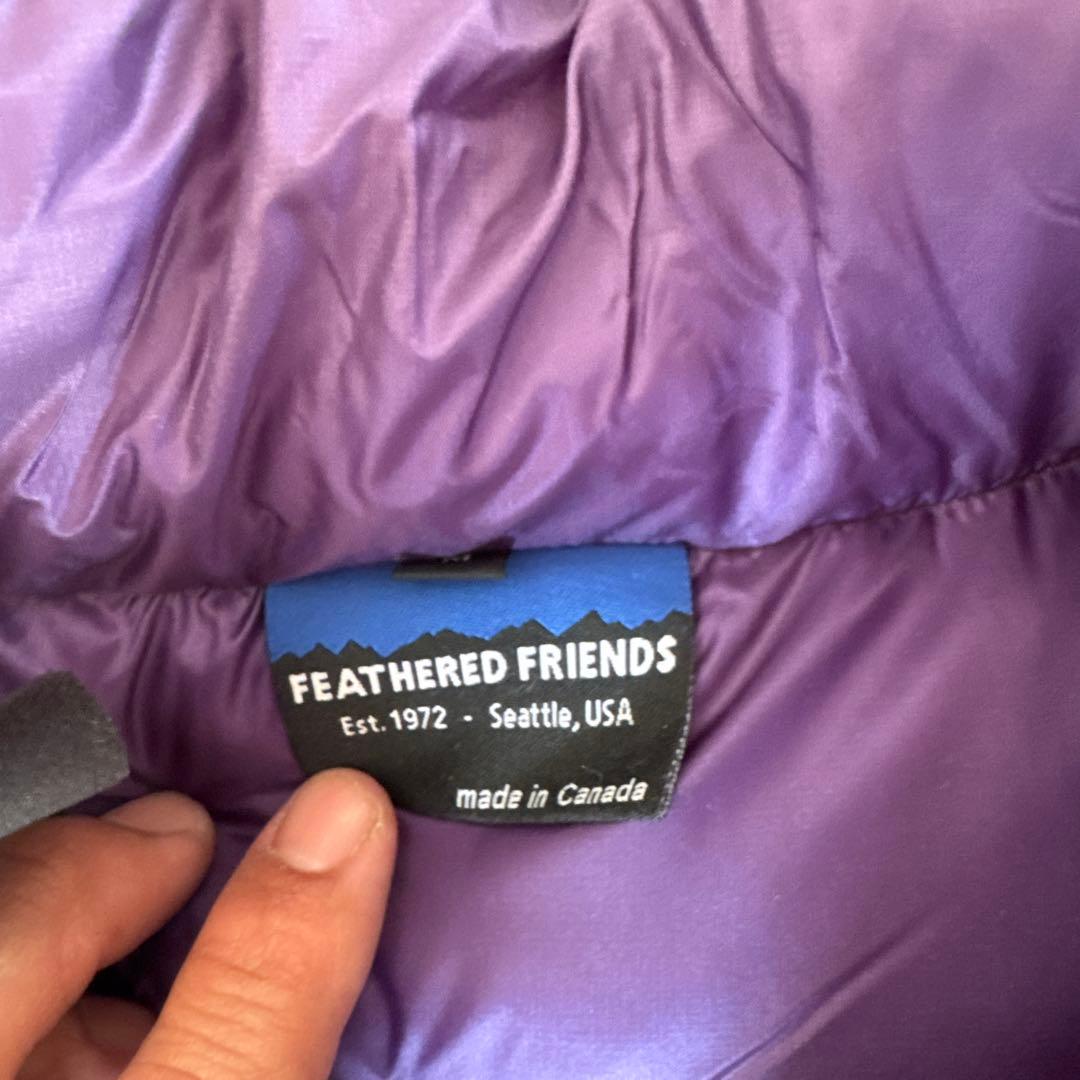 FEATHERED FRIENDS
Est. 1972 - Seattle, USA
made in Canada